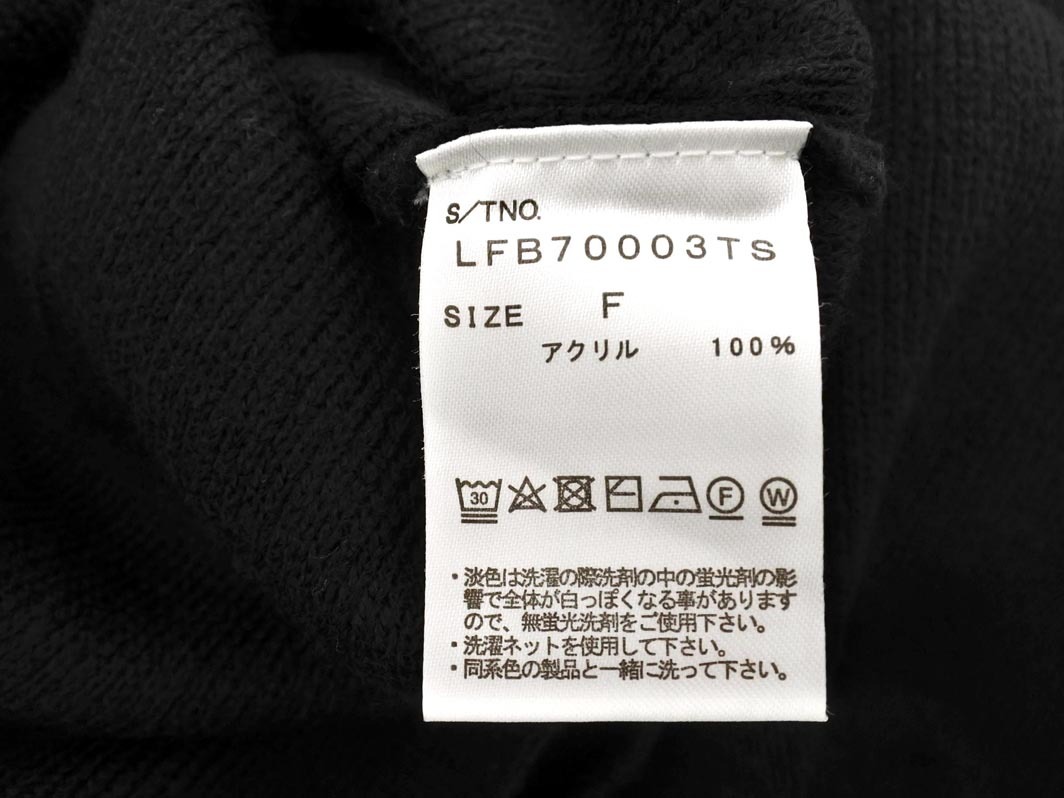 S/TNO.
LFB70003TS
SIZE F
アクリル 100%
30 F W
・淡色は洗濯の際洗剤の中の蛍光剤の影
響で全体が白っぽくなる事があります
ので、無蛍光洗剤をご使用下さい。
・洗濯ネットを使用して下さい。
・同系色の製品と一緒に洗って下さい。